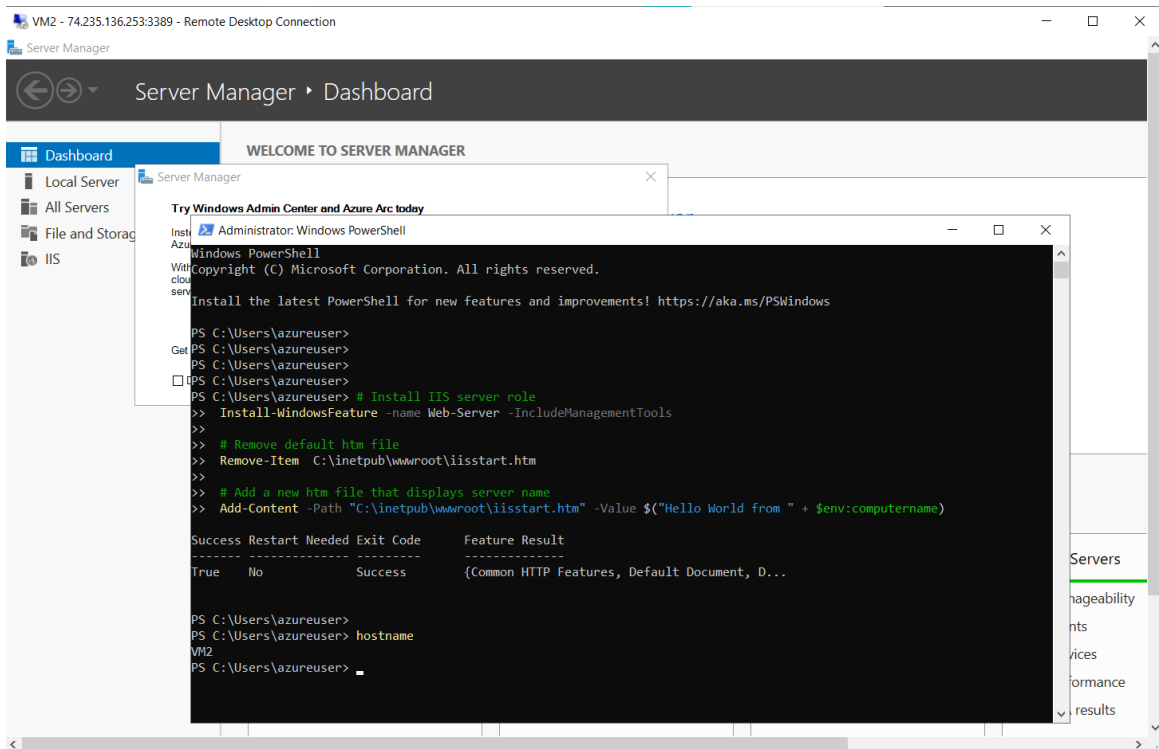 VM2 - 74.235.136.253:3389 - Remote Desktop Connection
Server Manager
Server Manager • Dashboard
Dashboard
Local Server
All Servers
File and Storag
IIS
WELCOME TO SERVER MANAGER
Server Manager
Try Windows Admin Center and Azure Arc today
Inst
Azu
With
clou
serv
Get
Administrator: Windows PowerShell
Windows PowerShell
Copyright (C) Microsoft Corporation. All rights reserved.
Install the latest PowerShell for new features and improvements! https://aka.ms/PSWindows
PS C:\Users\azureuser>
PS C:\Users\azureuser>
PS C:\Users\azureuser>
PS C:\Users\azureuser>
PS C:\Users\azureuser> # Install IIS server role
>>  Install-WindowsFeature -name Web-Server -IncludeManagementTools
>>
>>  # Remove default htm file
>>  Remove-Item  C:\inetpub\wwwroot\iisstart.htm
>>
>>  # Add a new htm file that displays server name
>>  Add-Content -Path "C:\inetpub\wwwroot\iisstart.htm" -Value $("Hello World from " + $env:computername)
Success Restart Needed Exit Code      Feature Result
------- -------------- ---------      --------------
True    No             Success        {Common HTTP Features, Default Document, D...
PS C:\Users\azureuser>
PS C:\Users\azureuser> hostname
VM2
PS C:\Users\azureuser>
Servers
nageability
nts
vices
formance
results